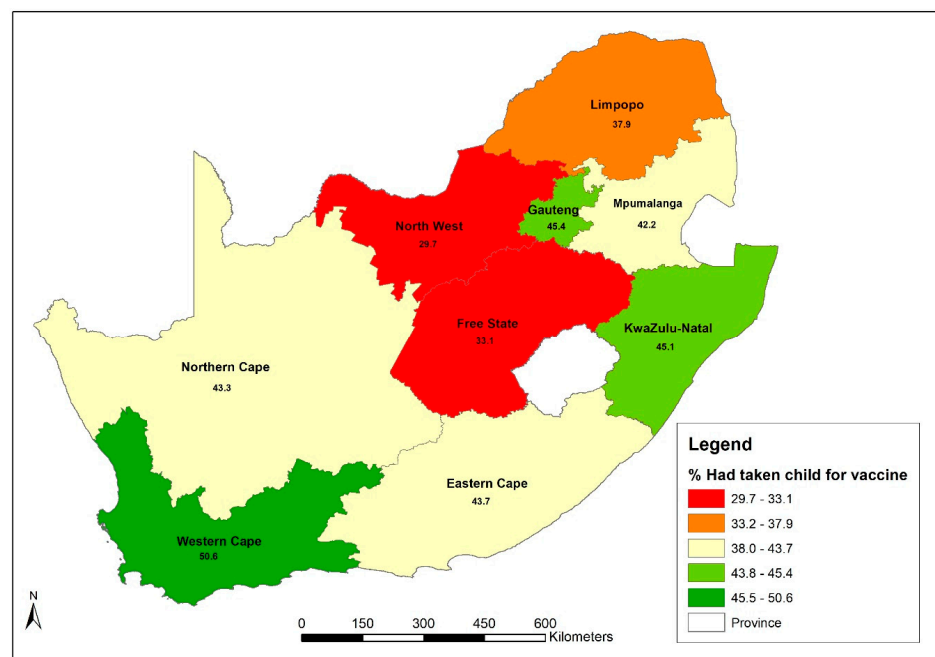 Limpopo
37.9
Mpumalanga
42.2
Gauteng
45.4
North West
29.7
Free State
33.1
KwaZulu-Natal
45.1
Northern Cape
43.3
Eastern Cape
43.7
Western Cape
50.6
Legend
% Had taken child for vaccine
29.7 - 33.1
33.2 - 37.9
38.0 - 43.7
43.8 - 45.4
45.5 - 50.6
Province
N
0 150 300 450 600
Kilometers